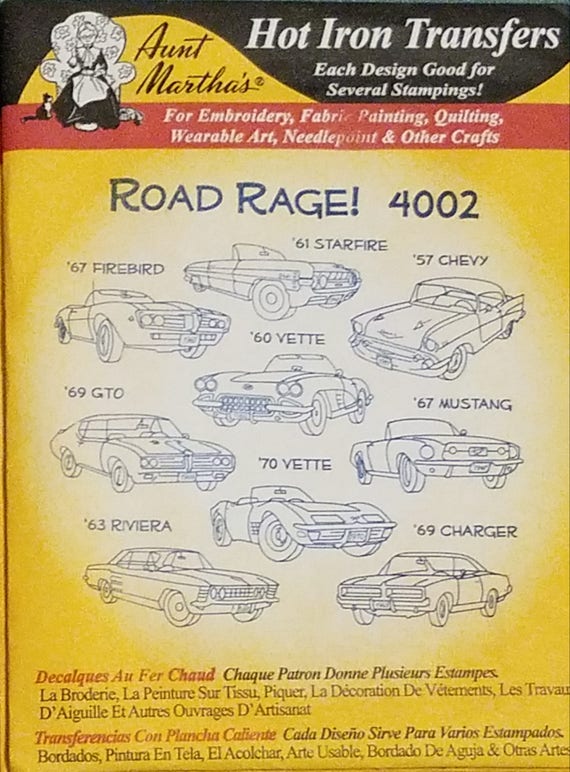 Aunt
Martha's®
Hot Iron Transfers
Each Design Good for
Several Stampings!
For Embroidery, Fabric Painting, Quilting,
Wearable Art, Needlepoint & Other Crafts
ROAD RAGE! 4002
'61 STARFIRE
'67 FIREBIRD
'57 CHEVY
'60 VETTE
'69 GTO
'67 MUSTANG
'70 VETTE
'63 RIVIERA
'69 CHARGER
Decalques Au Fer Chaud Chaque Patron Donne Plusieurs Estampes.
La Broderie, La Peinture Sur Tissu, Piquer, La Décoration De Vêtements, Les Travau
D'Aiguille Et Autres Ouvrages D'Artisanat
Transferencias Con Plancha Caliente Cada Diseño Sirve Para Varios Estampados.
Bordados, Pintura En Tela, El Acolchar, Arte Usable, Bordado De Aguja & Otras Artes